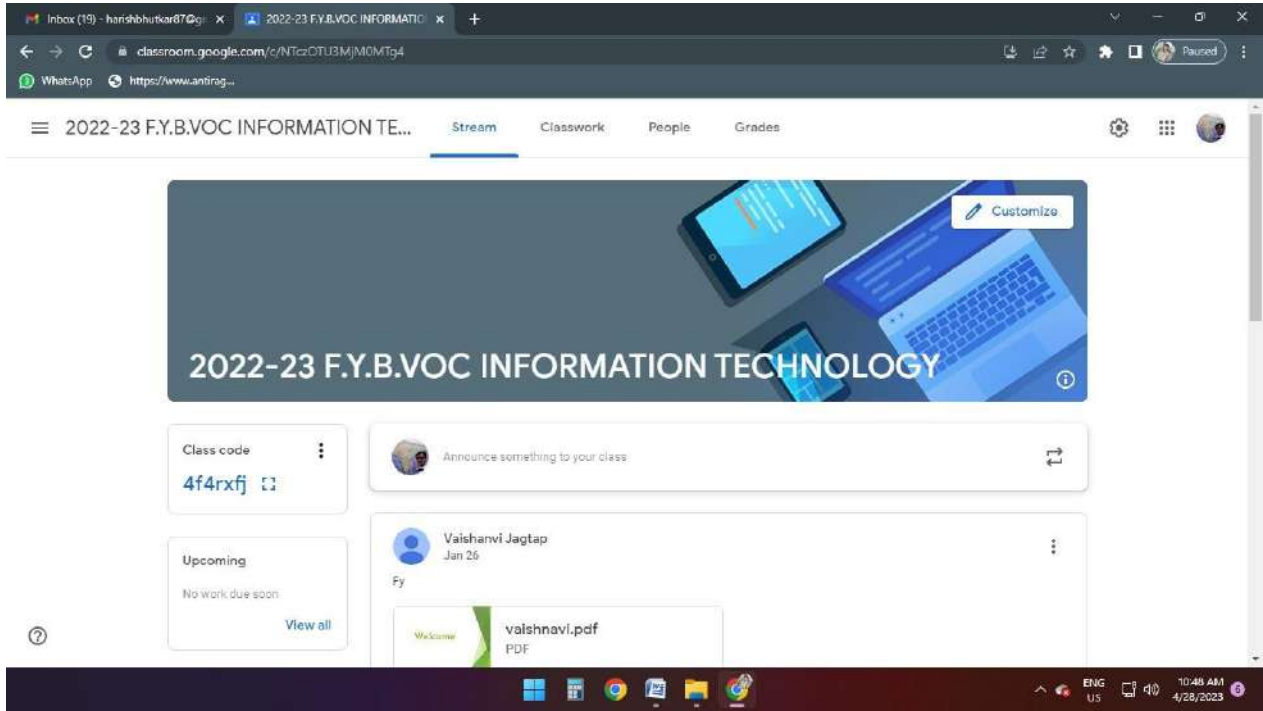 Inbox (19) - harishbhutkar87@g
2022-23 F.Y.B.VOC INFORMATIO
classroom.google.com/c/NTczOTU3MjM0MTg4
Paused
WhatsApp
https://www.antirag...
2022-23 F.Y.B.VOC INFORMATION TE...
Stream
Classwork
People
Grades
Customize
2022-23 F.Y.B.VOC INFORMATION TECHNOLOGY
Class code
4f4rxfj
Announce something to your class
Vaishanvi Jagtap
Jan 26
Upcoming
No work due soon
View all
Fy
Welcome
vaishnavi.pdf
PDF
ENG
US
10:48 AM
4/28/2023
6